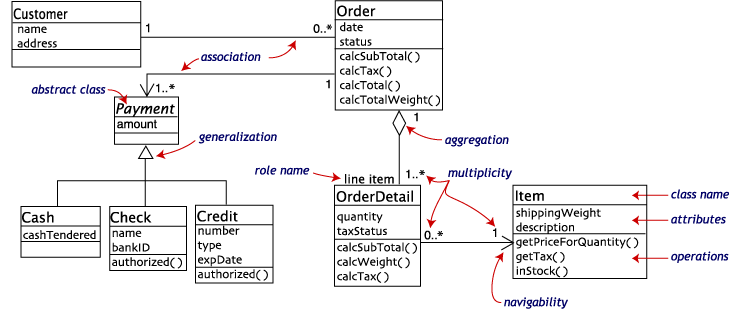 Customer
name
address
1
0..*
Order
date
status
calcSubTotal()
calcTax()
calcTotal()
calcTotalWeight()
association
1
1..*
abstract class
Payment
amount
generalization
1
aggregation
role name
line item
1..*
multiplicity
Cash
cashTendered
Check
name
bankID
authorized()
Credit
number
type
expDate
authorized()
OrderDetail
quantity
taxStatus
calcSubTotal()
calcWeight()
calcTax()
0..*
1
Item
shippingWeight
description
getPriceForQuantity()
getTax()
inStock()
class name
attributes
operations
navigability